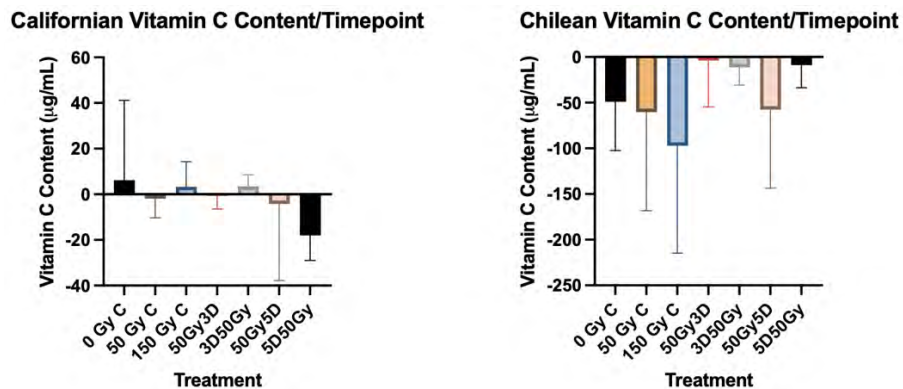 Californian Vitamin C Content/Timepoint
Vitamin C Content (µg/mL)
60
40
20
0
-20
-40
0 Gy C
50 Gy C
150 Gy C
50Gy3D
3D50Gy
50Gy5D
5D50Gy
Treatment
Chilean Vitamin C Content/Timepoint
Vitamin C Content (µg/mL)
0
-50
-100
-150
-200
-250
0 Gy C
50 Gy C
150 Gy C
50Gy3D
3D50Gy
50Gy5D
5D50Gy
Treatment